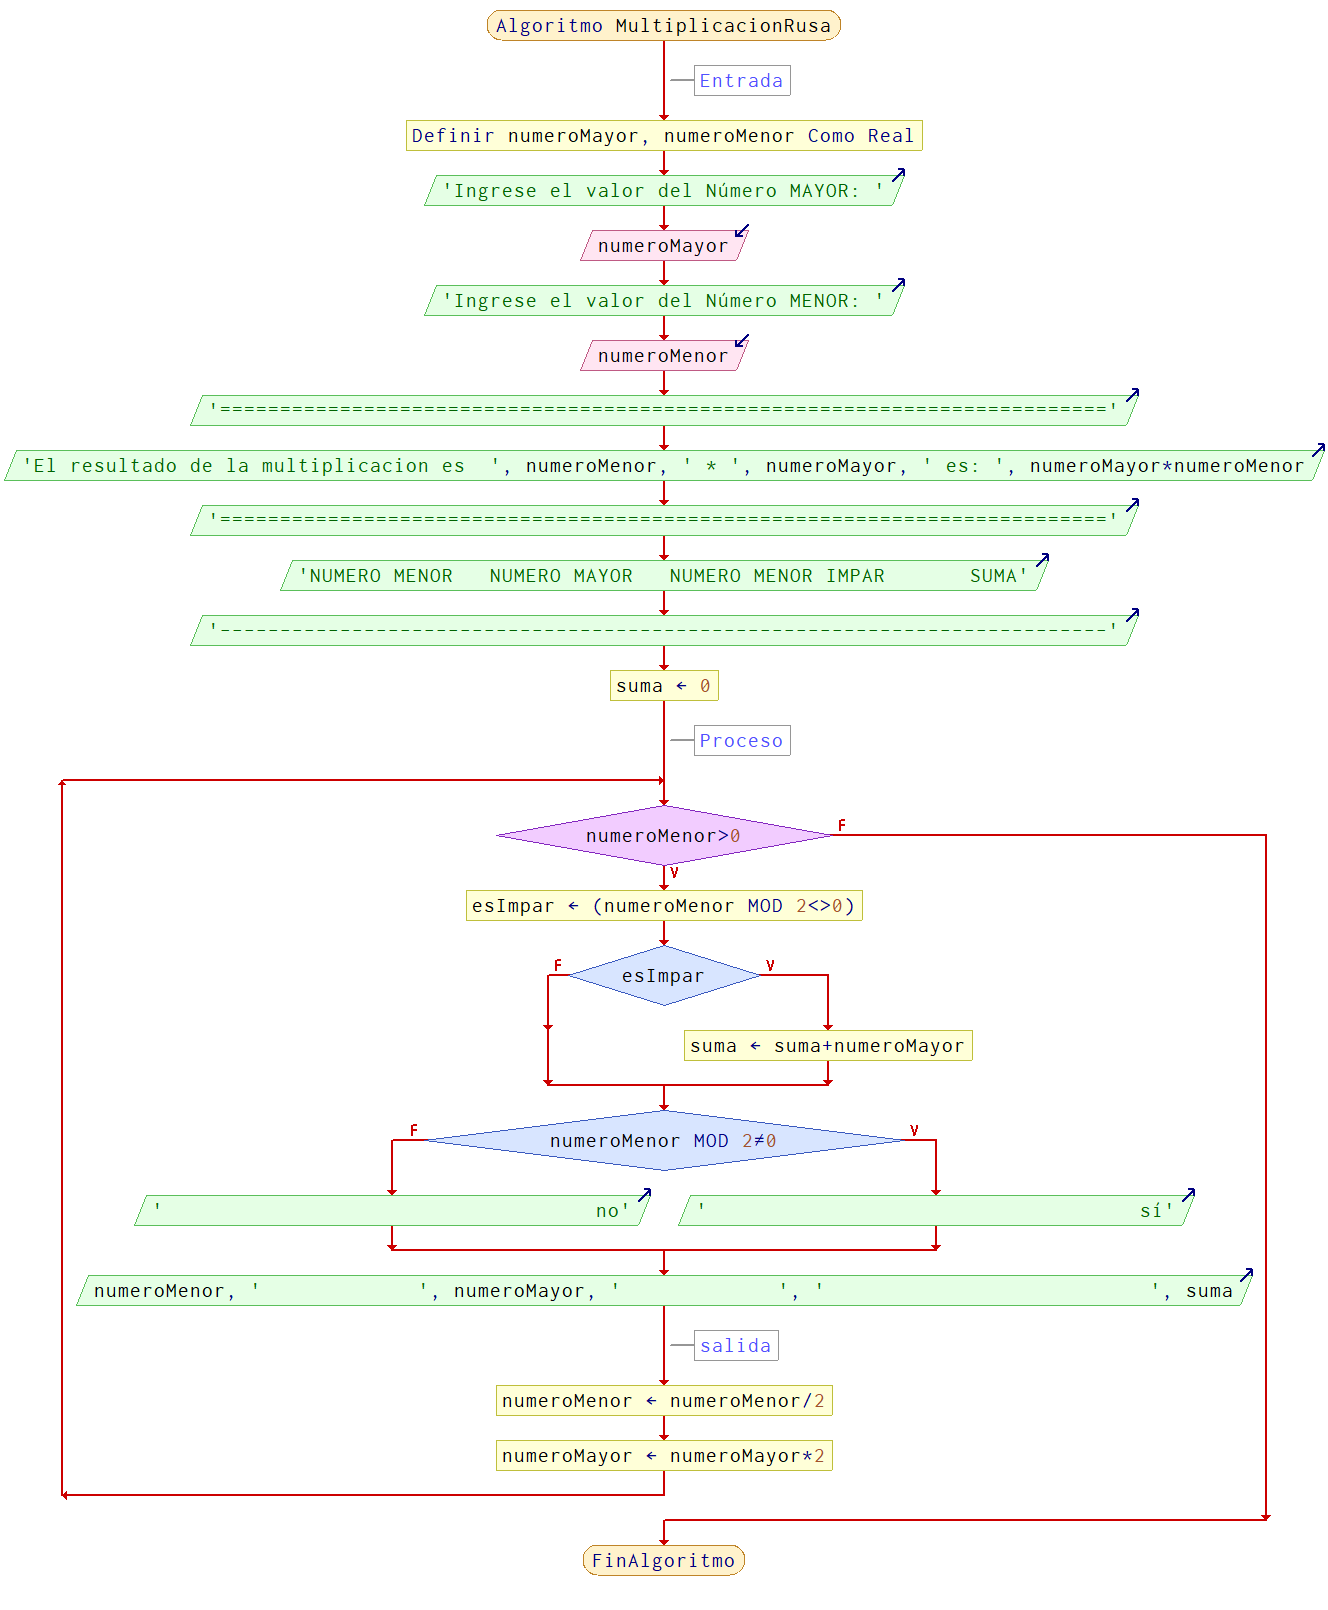 Algoritmo MultiplicacionRusa
Entrada
Definir numeroMayor, numeroMenor Como Real
'Ingrese el valor del Número MAYOR: '
numeroMayor
'Ingrese el valor del Número MENOR: '
numeroMenor
'=========================================================================='
'El resultado de la multiplicacion es  ', numeroMenor, ' * ', numeroMayor, ' es: ', numeroMayor*numeroMenor
'=========================================================================='
'NUMERO MENOR   NUMERO MAYOR   NUMERO MENOR IMPAR       SUMA'
'--------------------------------------------------------------------------'
suma ← 0
Proceso
numeroMenor>0
F
V
esImpar ← (numeroMenor MOD 2<>0)
F
V
esImpar
suma ← suma+numeroMayor
F
V
numeroMenor MOD 2≠0
'                                    no'
'                                    sí'
numeroMenor, '             ', numeroMayor, '             ', '                           ', suma
salida
numeroMenor ← numeroMenor/2
numeroMayor ← numeroMayor*2
FinAlgoritmo